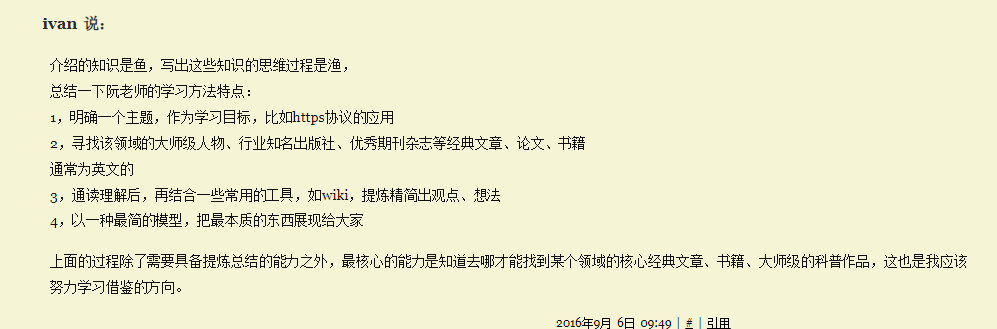 ivan 说：
介绍的知识是鱼，写出这些知识的思维过程是渔，
总结一下阮老师的学习方法特点：
1，明确一个主题，作为学习目标，比如https协议的应用
2，寻找该领域的大师级人物、行业知名出版社、优秀期刊杂志等经典文章、论文、书籍
通常为英文的
3，通读理解后，再结合一些常用的工具，如wiki，提炼精简出观点、想法
4，以一种最简的模型，把最本质的东西展现给大家
上面的过程除了需要具备提炼总结的能力之外，最核心的能力是知道去哪才能找到某个领域的核心经典文章、书籍、大师级的科普作品，这也是我应该
努力学习借鉴的方向。
2016年9月 6日 09:49 | # | 引用